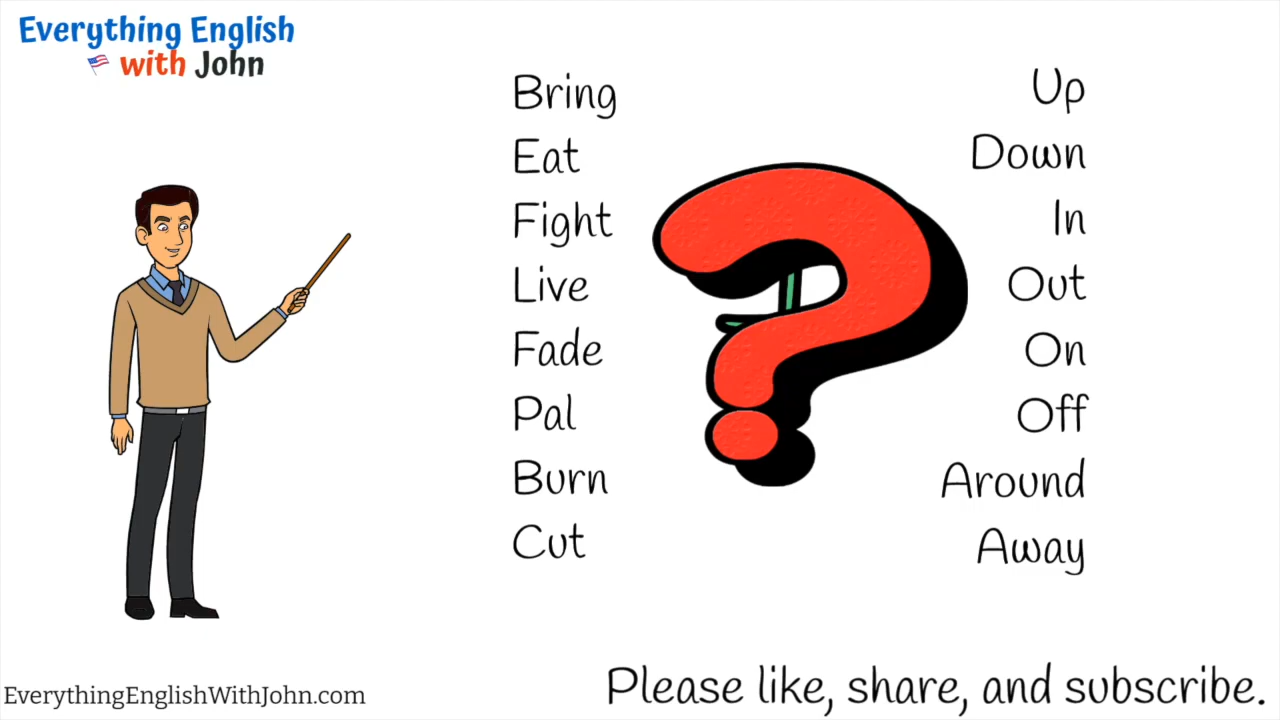 Everything English
with John
Bring
Eat
Fight
Live
Fade
Pal
Burn
Cut
Up
Down
In
Out
On
Off
Around
Away
EverythingEnglishWithJohn.com
Please like, share, and subscribe.